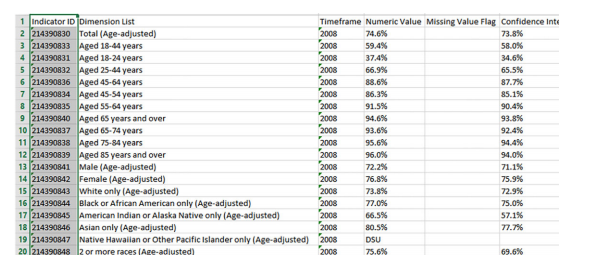 1 Indicator ID Dimension List Timeframe Numeric Value Missing Value Flag Confidence Inte
2 214390830 Total (Age-adjusted) 2008 74.6% 73.8%
3 214390833 Aged 18-44 years 2008 59.4% 58.0%
4 214390831 Aged 18-24 years 2008 37.4% 34.6%
5 214390832 Aged 25-44 years 2008 66.9% 65.5%
6 214390836 Aged 45-64 years 2008 88.6% 87.7%
7 214390834 Aged 45-54 years 2008 86.3% 85.1%
8 214390835 Aged 55-64 years 2008 91.5% 90.4%
9 214390840 Aged 65 years and over 2008 94.6% 93.8%
10 214390837 Aged 65-74 years 2008 93.6% 92.4%
11 214390838 Aged 75-84 years 2008 95.6% 94.4%
12 214390839 Aged 85 years and over 2008 96.0% 94.0%
13 214390841 Male (Age-adjusted) 2008 72.2% 71.1%
14 214390842 Female (Age-adjusted) 2008 76.8% 75.9%
15 214390843 White only (Age-adjusted) 2008 73.8% 72.9%
16 214390844 Black or African American only (Age-adjusted) 2008 77.0% 75.0%
17 214390845 American Indian or Alaska Native only (Age-adjusted) 2008 66.5% 57.1%
18 214390846 Asian only (Age-adjusted) 2008 80.5% 77.7%
19 214390847 Native Hawaiian or Other Pacific Islander only (Age-adjusted) 2008 DSU
20 214390848 2 or more races (Age-adjusted) 2008 75.6% 69.6%